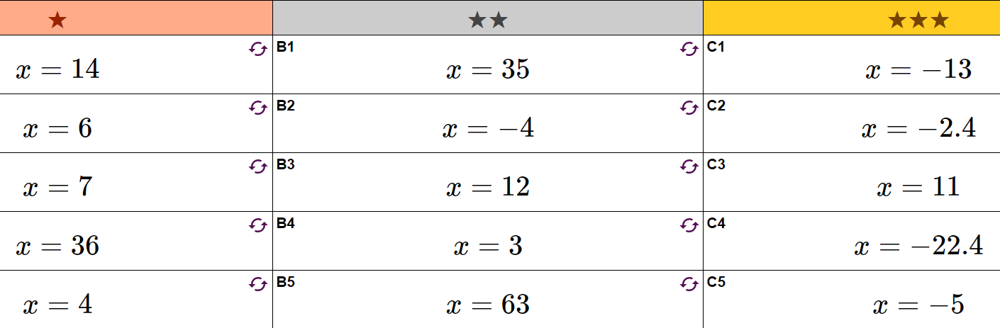 ★ ★★ ★★★
x = 14 B1 x = 35 C1 x = −13
x = 6 B2 x = −4 C2 x = −2.4
x = 7 B3 x = 12 C3 x = 11
x = 36 B4 x = 3 C4 x = −22.4
x = 4 B5 x = 63 C5 x = −5